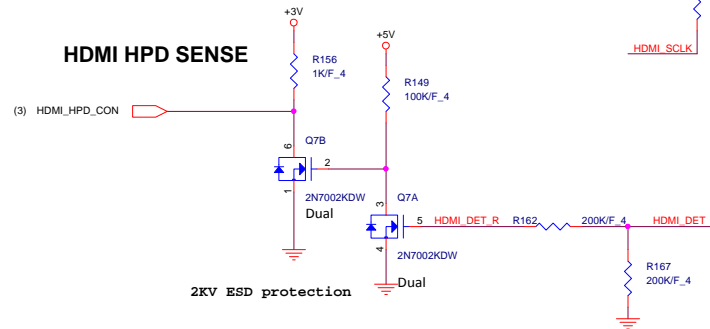 +3V
HDMI HPD SENSE
R156
1K/F_4
+5V
HDMI_SCLK
R149
100K/F_4
(3) HDMI_HPD_CON
6
Q7B
2
1
2N7002KDW
Dual
3
Q7A
5
HDMI_DET_R
R162
200K/F_4
HDMI_DET
4
2N7002KDW
R167
200K/F_4
2KV ESD protection
Dual